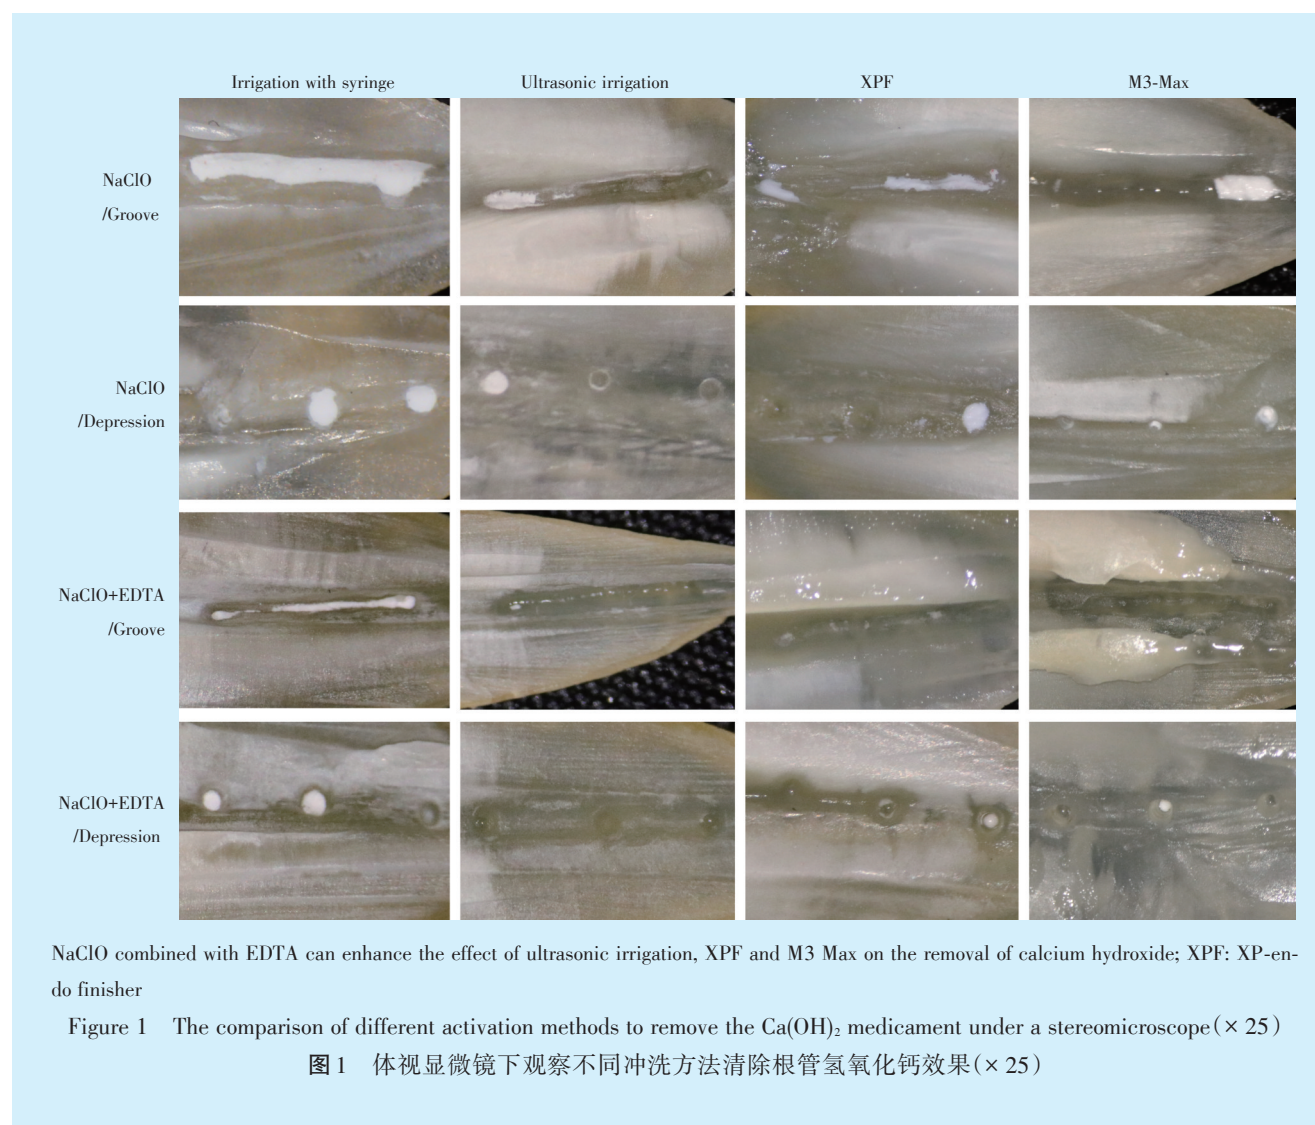 Irrigation with syringe Ultrasonic irrigation XPF M3-Max
NaClO
/Groove
NaClO
/Depression
NaClO+EDTA
/Groove
NaClO+EDTA
/Depression
NaClO combined with EDTA can enhance the effect of ultrasonic irrigation, XPF and M3 Max on the removal of calcium hydroxide; XPF: XP-en-
do finisher
Figure 1 The comparison of different activation methods to remove the Ca(OH)₂ medicament under a stereomicroscope(× 25)
图1 体视显微镜下观察不同冲洗方法清除根管氢氧化钙效果(× 25)